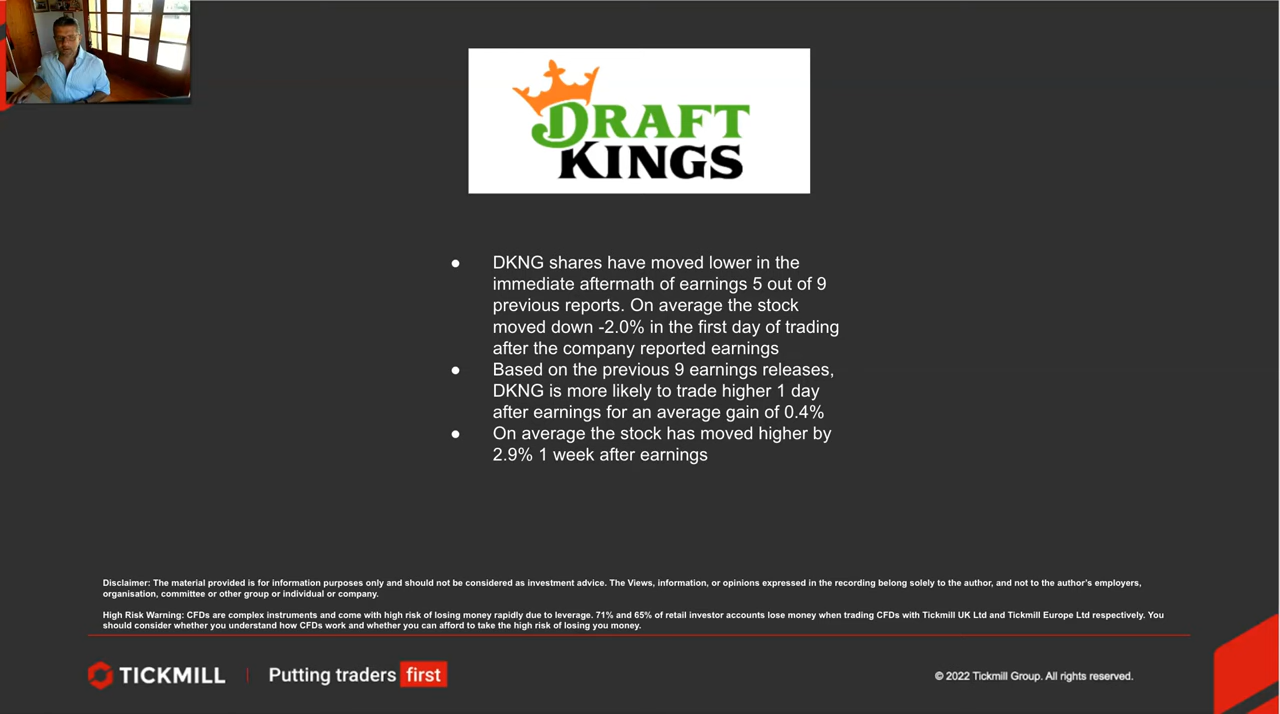 DRAFT
KINGS
● DKNG shares have moved lower in the
immediate aftermath of earnings 5 out of 9
previous reports. On average the stock
moved down -2.0% in the first day of trading
after the company reported earnings
● Based on the previous 9 earnings releases,
DKNG is more likely to trade higher 1 day
after earnings for an average gain of 0.4%
● On average the stock has moved higher by
2.9% 1 week after earnings
Disclaimer: The material provided is for information purposes only and should not be considered as investment advice. The Views, information, or opinions expressed in the recording belong solely to the author, and not to the author's employers,
organisation, committee or other group or individual or company.
High Risk Warning: CFDs are complex instruments and come with high risk of losing money rapidly due to leverage. 71% and 65% of retail investor accounts lose money when trading CFDs with Tickmill UK Ltd and Tickmill Europe Ltd respectively. You
should consider whether you understand how CFDs work and whether you can afford to take the high risk of losing you money.
TICKMILL | Putting traders first
© 2022 Tickmill Group. All rights reserved.